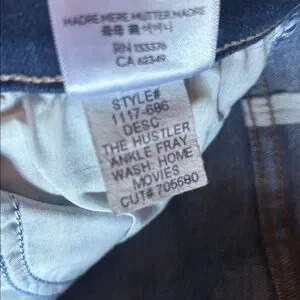 MADRE MERE MUTTER MADRE
RN 133376
CA 62349
STYLE#
1117-686
DESC:
THE HUSTLER
ANKLE FRAY
WASH: HOME
MOVIES
CUT# 705680